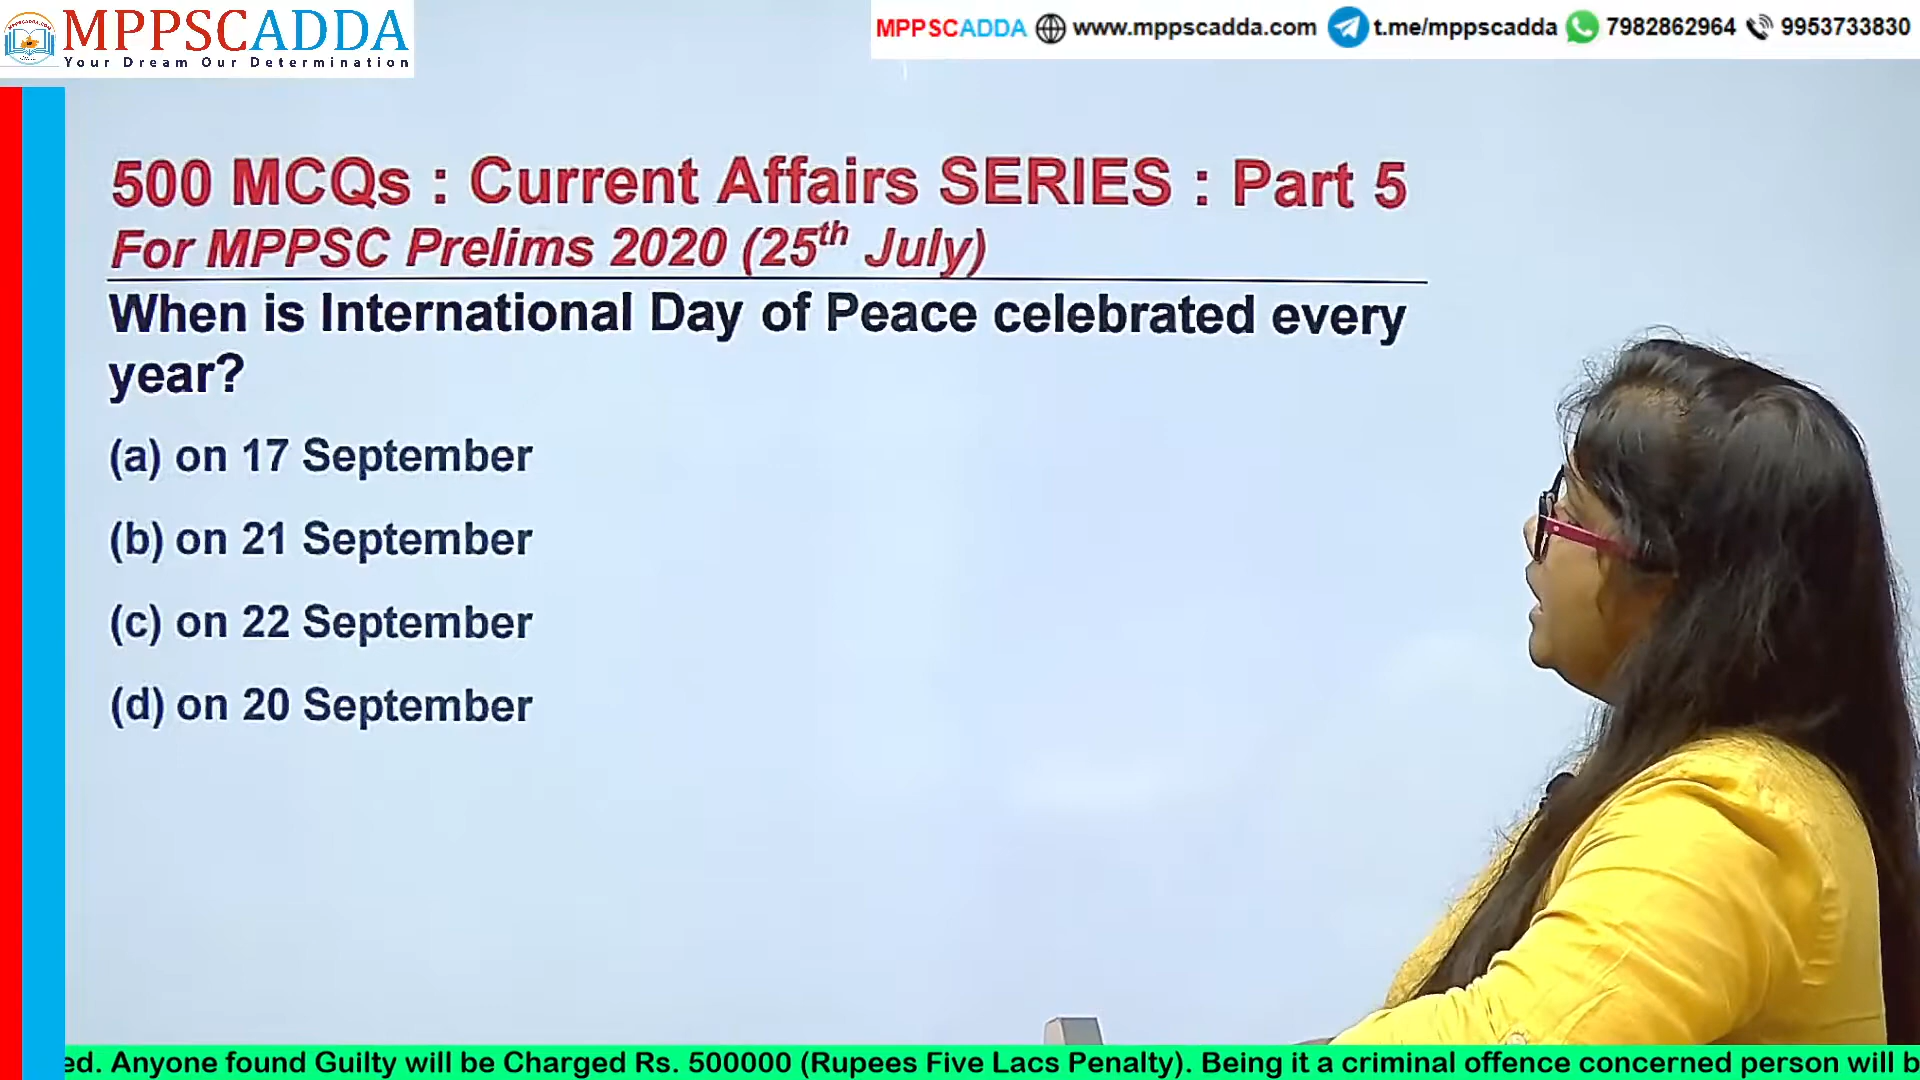 MPPSCADDA
Your Dream Our Determination
MPPSCADDA www.mppscadda.com t.me/mppscadda 7982862964 9953733830
500 MCQs : Current Affairs SERIES : Part 5
For MPPSC Prelims 2020 (25th July)
When is International Day of Peace celebrated every
year?
(a) on 17 September
(b) on 21 September
(c) on 22 September
(d) on 20 September
ed. Anyone found Guilty will be Charged Rs. 500000 (Rupees Five Lacs Penalty). Being it a criminal offence concerned person will b